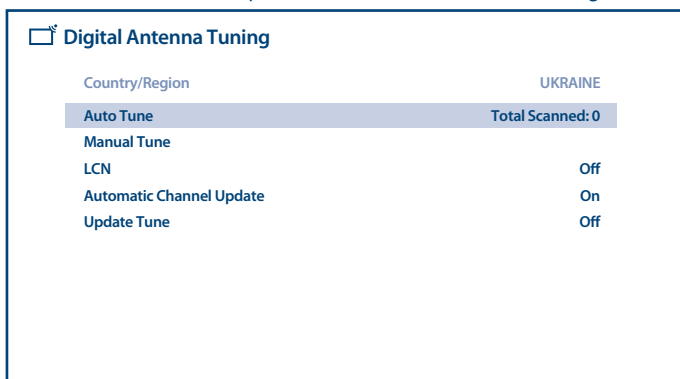 Digital Antenna Tuning
Country/Region UKRAINE
Auto Tune Total Scanned: 0
Manual Tune
LCN Off
Automatic Channel Update On
Update Tune Off